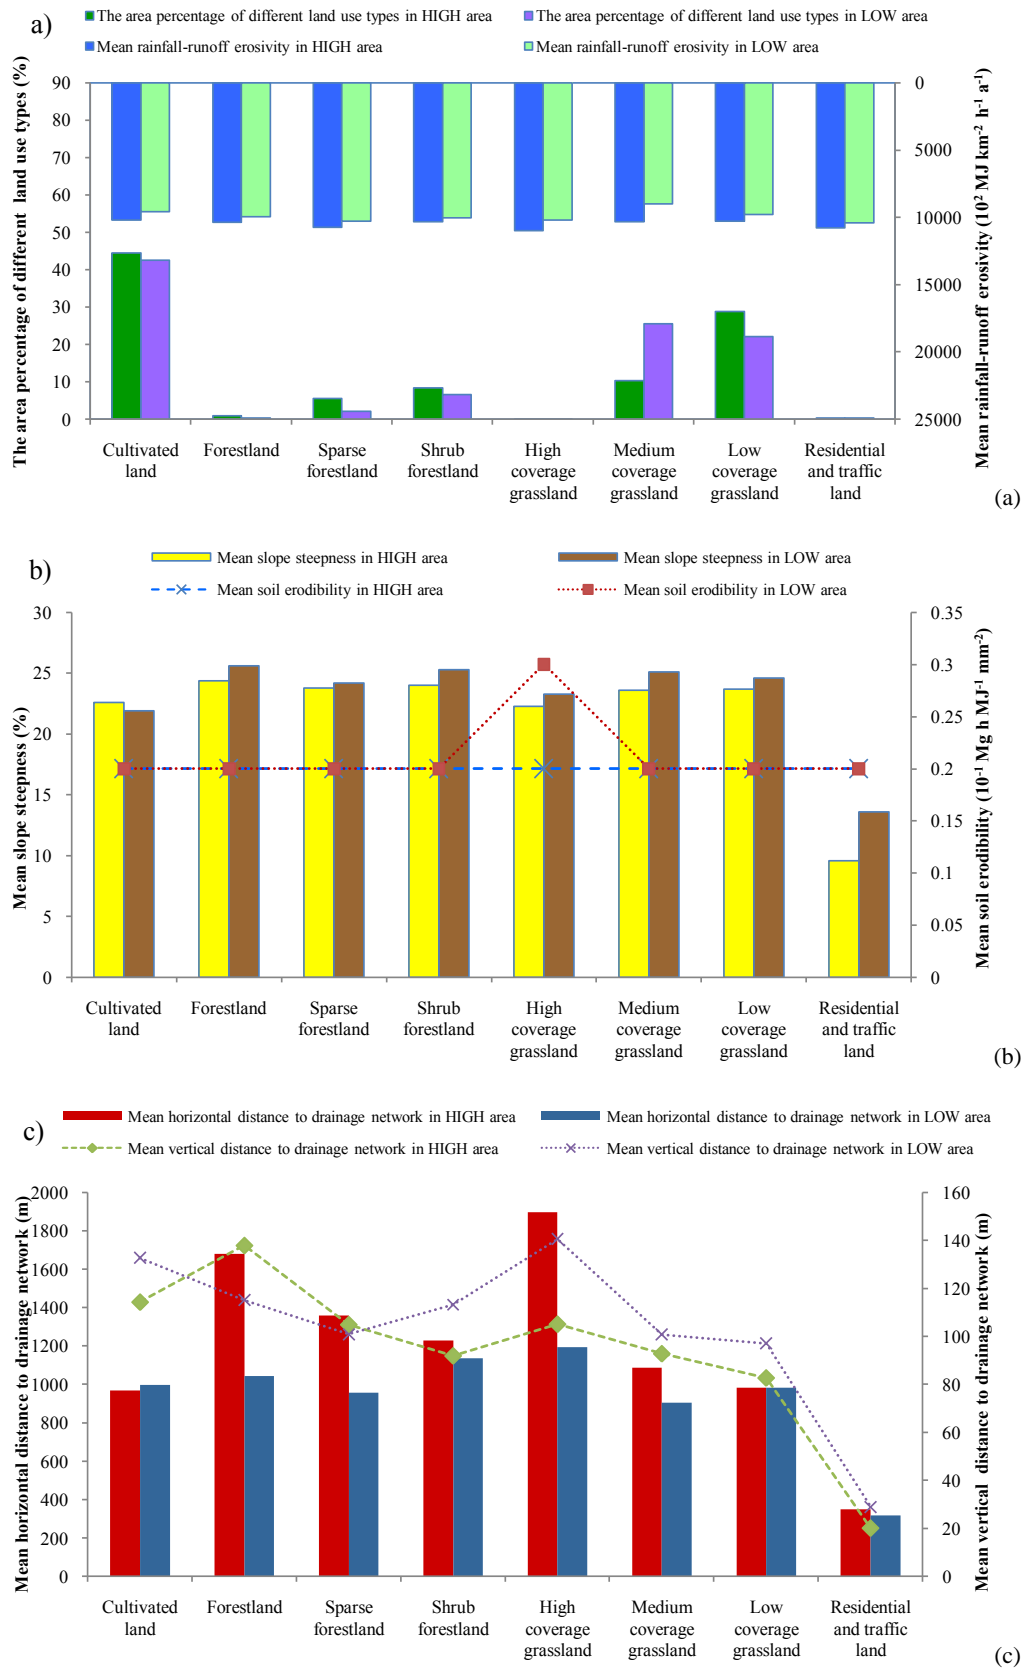 a)
The area percentage of different land use types in HIGH area
The area percentage of different land use types in LOW area
Mean rainfall-runoff erosivity in HIGH area
Mean rainfall-runoff erosivity in LOW area
The area percentage of different land use types (%)
90
80
70
60
50
40
30
20
10
0
0
5000
10000
15000
20000
25000
Mean rainfall-runoff erosivity (10² MJ km⁻² h⁻¹ a⁻¹)
Cultivated land
Forestland
Sparse forestland
Shrub forestland
High coverage grassland
Medium coverage grassland
Low coverage grassland
Residential and traffic land
(a)
b)
Mean slope steepness in HIGH area
Mean slope steepness in LOW area
Mean soil erodibility in HIGH area
Mean soil erodibility in LOW area
Mean slope steepness (%)
30
25
20
15
10
5
0
0.35
0.3
0.25
0.2
0.15
0.1
0.05
0
Mean soil erodibility (10⁻¹ Mg h MJ⁻¹ mm⁻²)
Cultivated land
Forestland
Sparse forestland
Shrub forestland
High coverage grassland
Medium coverage grassland
Low coverage grassland
Residential and traffic land
(b)
c)
Mean horizontal distance to drainage network in HIGH area
Mean horizontal distance to drainage network in LOW area
Mean vertical distance to drainage network in HIGH area
Mean vertical distance to drainage network in LOW area
Mean horizontal distance to drainage network (m)
2000
1800
1600
1400
1200
1000
800
600
400
200
0
160
140
120
100
80
60
40
20
0
Mean vertical distance to drainage network (m)
Cultivated land
Forestland
Sparse forestland
Shrub forestland
High coverage grassland
Medium coverage grassland
Low coverage grassland
Residential and traffic land
(c)